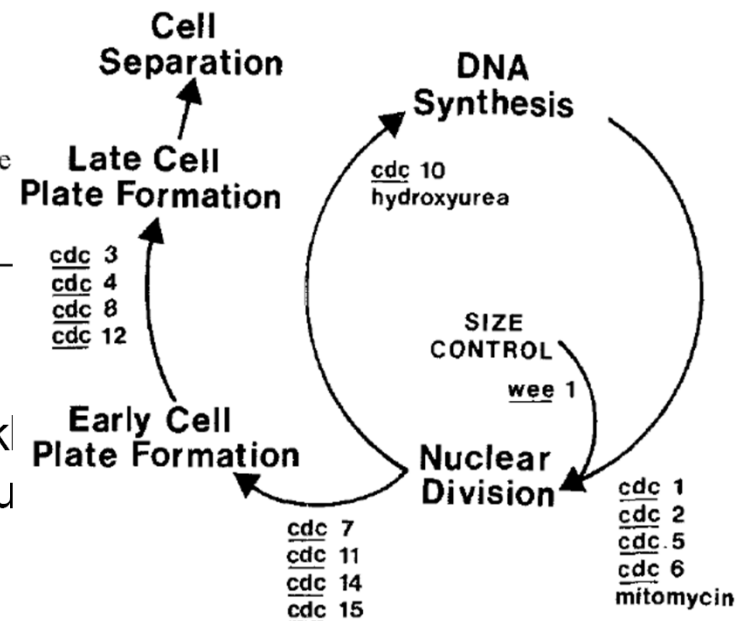 Cell
Separation
DNA
Synthesis
Late Cell
Plate Formation
cdc 10
hydroxyurea
cdc 3
cdc 4
cdc 8
cdc 12
SIZE
CONTROL
wee 1
Early Cell
Plate Formation
Nuclear
Division
cdc 1
cdc 2
cdc 5
cdc 6
mitomycin
cdc 7
cdc 11
cdc 14
cdc 15